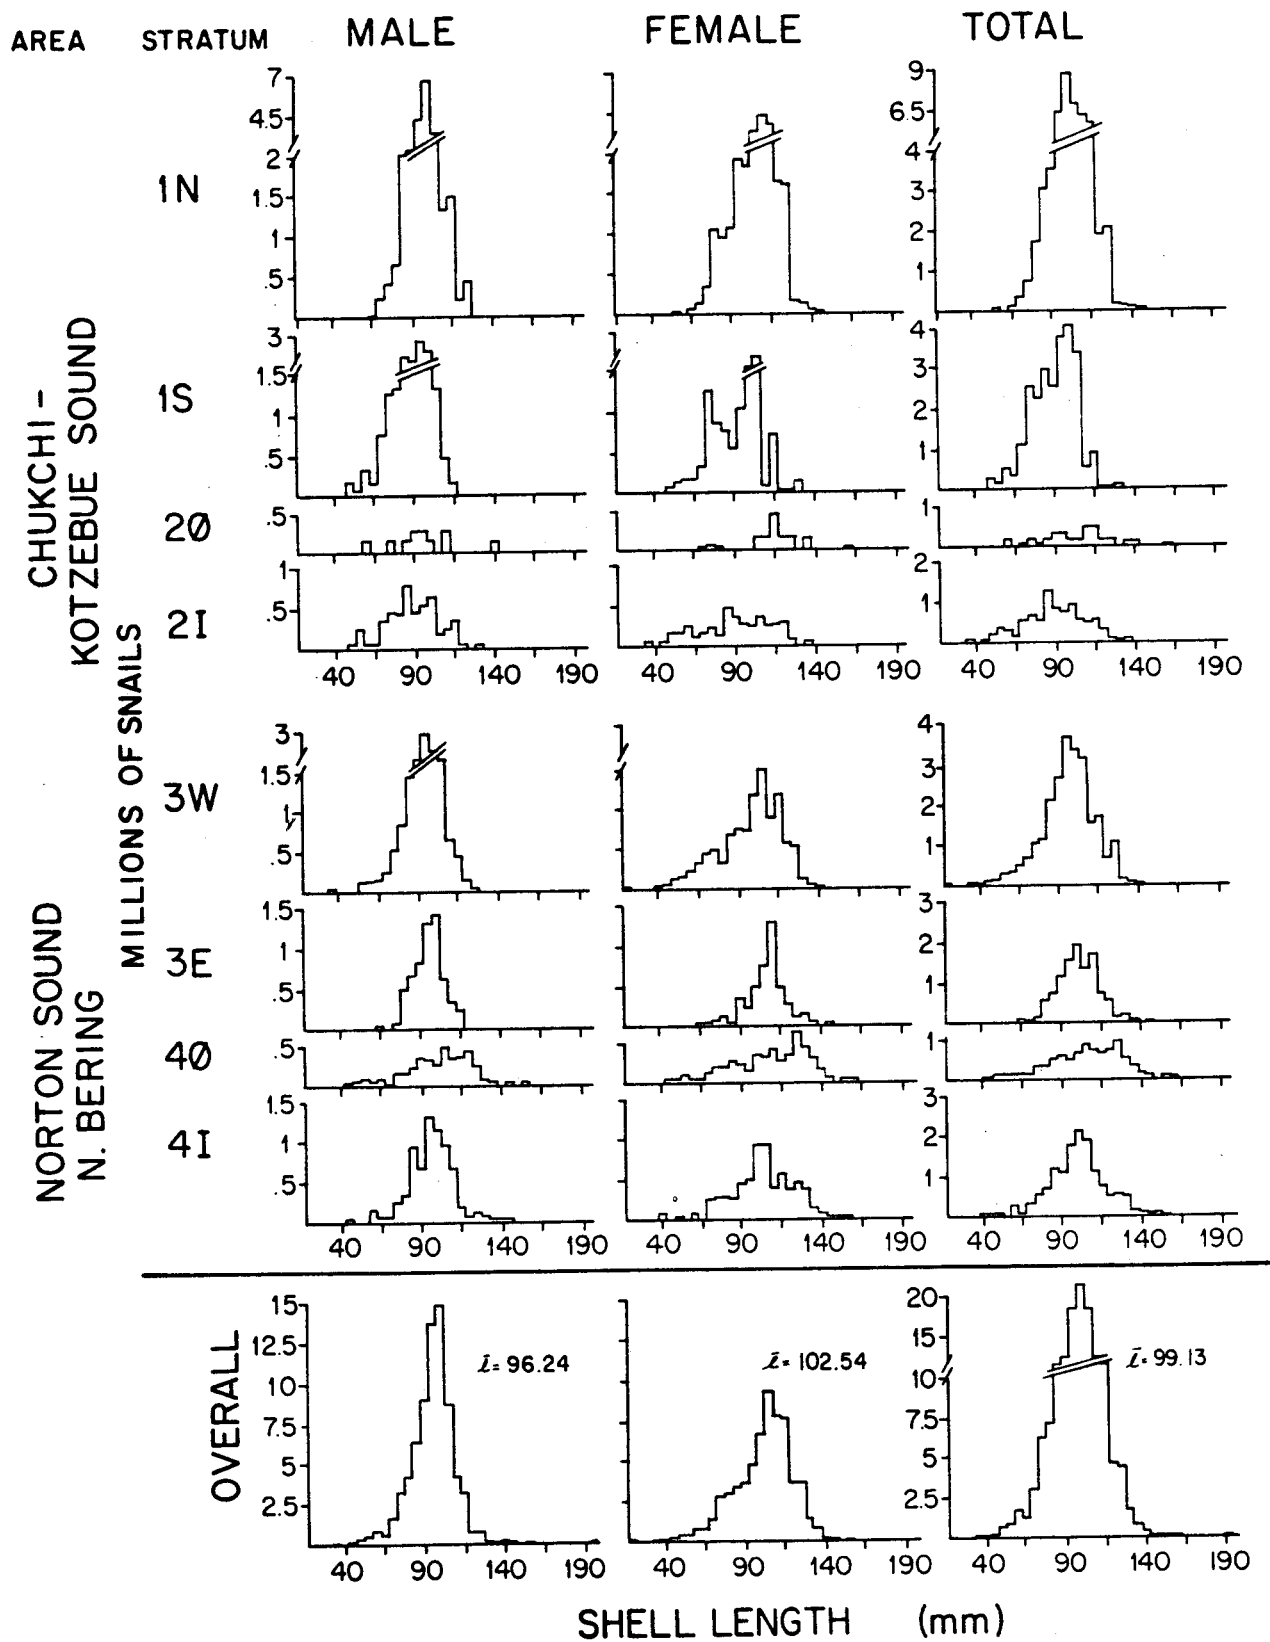 AREA STRATUM MALE FEMALE TOTAL
CHUKCHI –
KOTZEBUE SOUND
NORTON SOUND
N. BERING
MILLIONS OF SNAILS
1N
7
4.5
2
1.5
1
.5
9
6.5
4
3
2
1
1S
3
1.5
1
.5
4
3
2
1
2Ø
.5
1
2I
1
.5
2
1
40 90 140 190 40 90 140 190 40 90 140 190
3W
3
1.5
1
.5
4
3
2
1
3E
1.5
1
.5
3
2
1
4Ø
.5
1
4I
1.5
1
.5
3
2
1
40 90 140 190 40 90 140 190 40 90 140 190
OVERALL
15
12.5
10
7.5
5
2.5
l̄= 96.24
l̄= 102.54
20
15
10
7.5
5
2.5
l̄= 99.13
40 90 140 190 40 90 140 190 40 90 140 190
SHELL LENGTH (mm)